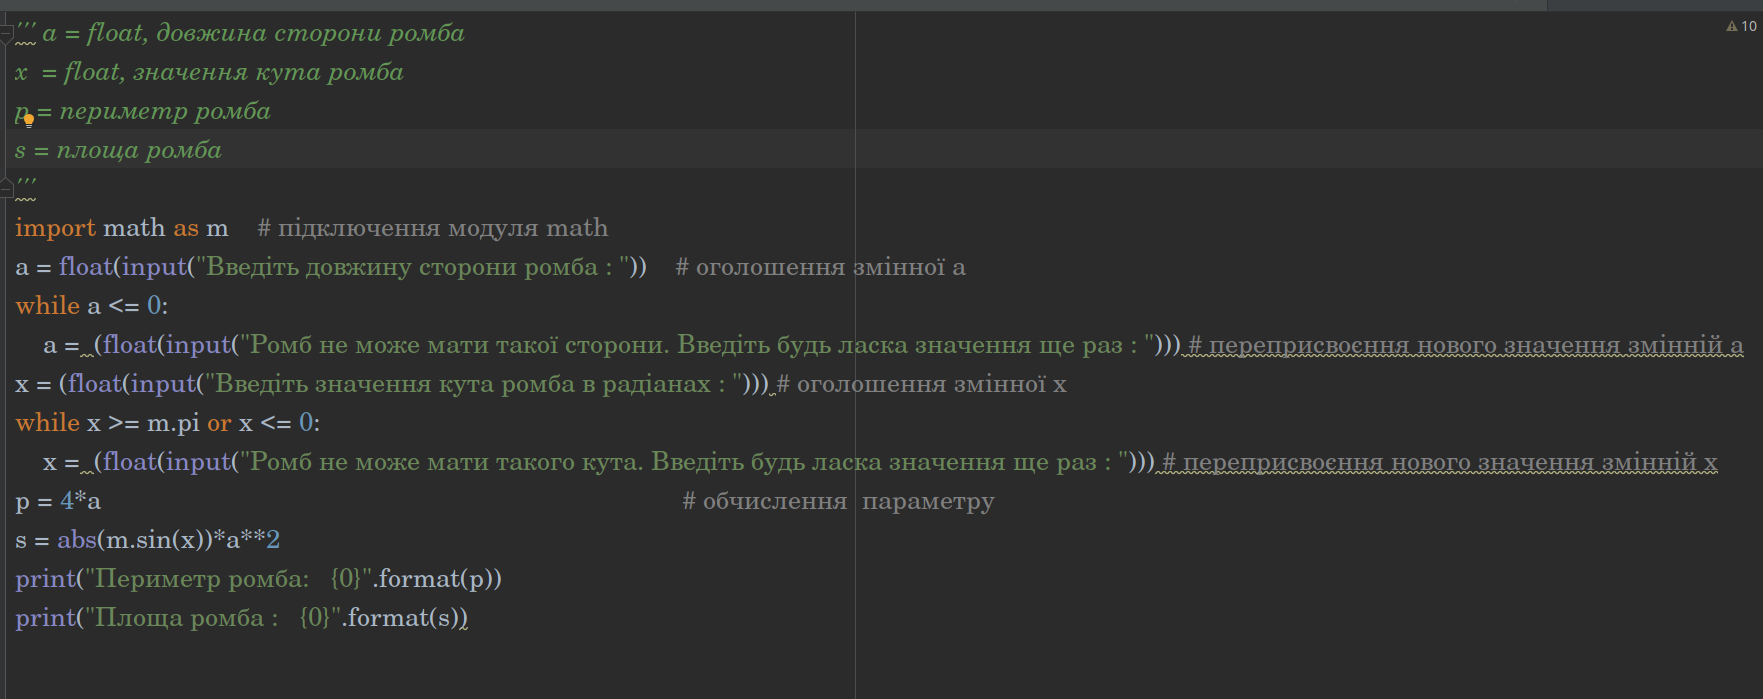 ''' a = float, довжина сторони ромба
x  = float, значення кута ромба
p = периметр ромба
s = площа ромба
'''
import math as m    # підключення модуля math
a = float(input("Введіть довжину сторони ромба : "))    # оголошення змінної a
while a <= 0:
    a =  (float(input("Ромб не може мати такої сторони. Введіть будь ласка значення ще раз : "))) # переприсвоєння нового значення змінній a
x = (float(input("Введіть значення кута ромба в радіанах : "))) # оголошення змінної x
while x >= m.pi or x <= 0:
    x =  (float(input("Ромб не може мати такого кута. Введіть будь ласка значення ще раз : "))) # переприсвоєння нового значення змінній x
p = 4*a                                                                                   # обчислення  параметру
s = abs(m.sin(x))*a**2
print("Периметр ромба:   {0}".format(p))
print("Площа ромба :   {0}".format(s))
10